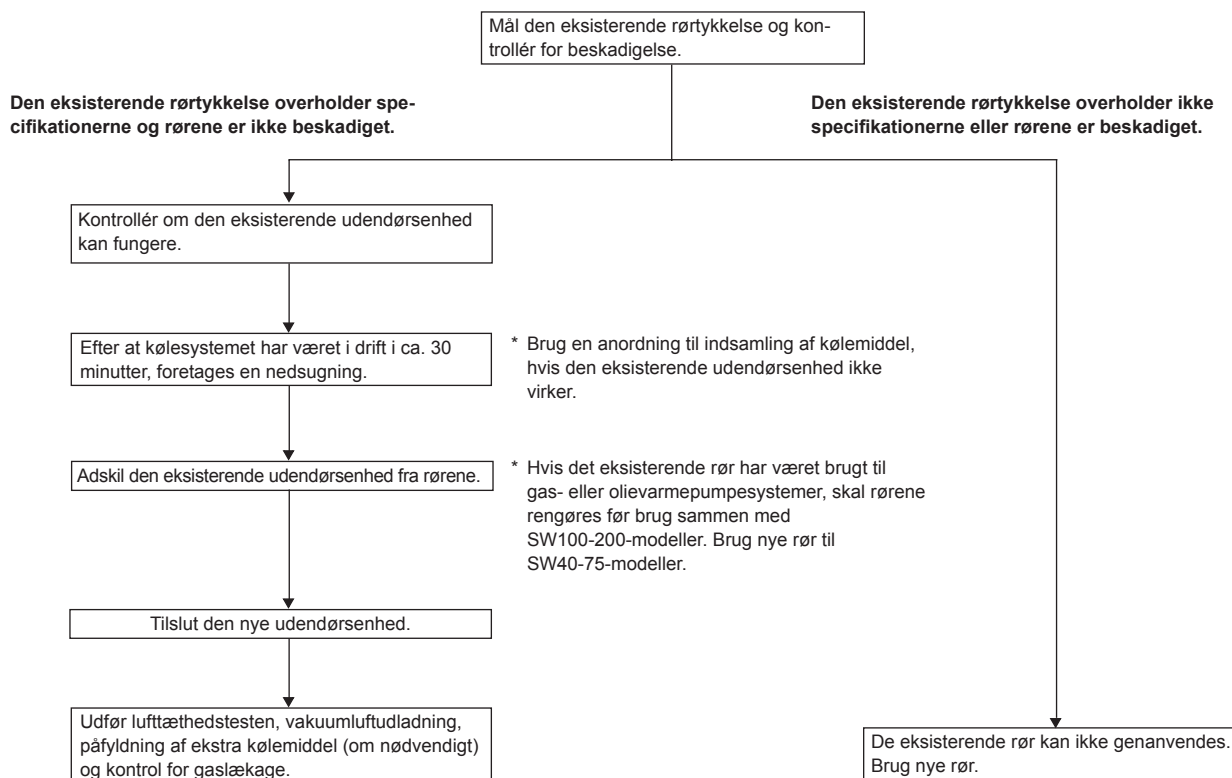 Mål den eksisterende rørtykkelse og kon-
trollér for beskadigelse.
Den eksisterende rørtykkelse overholder spe-
cifikationerne og rørene er ikke beskadiget.
Den eksisterende rørtykkelse overholder ikke
specifikationerne eller rørene er beskadiget.
Kontrollér om den eksisterende udendørsenhed
kan fungere.
Efter at kølesystemet har været i drift i ca. 30
minutter, foretages en nedsugning.
* Brug en anordning til indsamling af kølemiddel,
hvis den eksisterende udendørsenhed ikke
virker.
Adskil den eksisterende udendørsenhed fra rørene.
* Hvis det eksisterende rør har været brugt til
gas- eller olievarmepumpesystemer, skal rørene
rengøres før brug sammen med
SW100-200-modeller. Brug nye rør til
SW40-75-modeller.
Tilslut den nye udendørsenhed.
Udfør lufttæthedstesten, vakuumluftudladning,
påfyldning af ekstra kølemiddel (om nødvendigt)
og kontrol for gaslækage.
De eksisterende rør kan ikke genanvendes.
Brug nye rør.